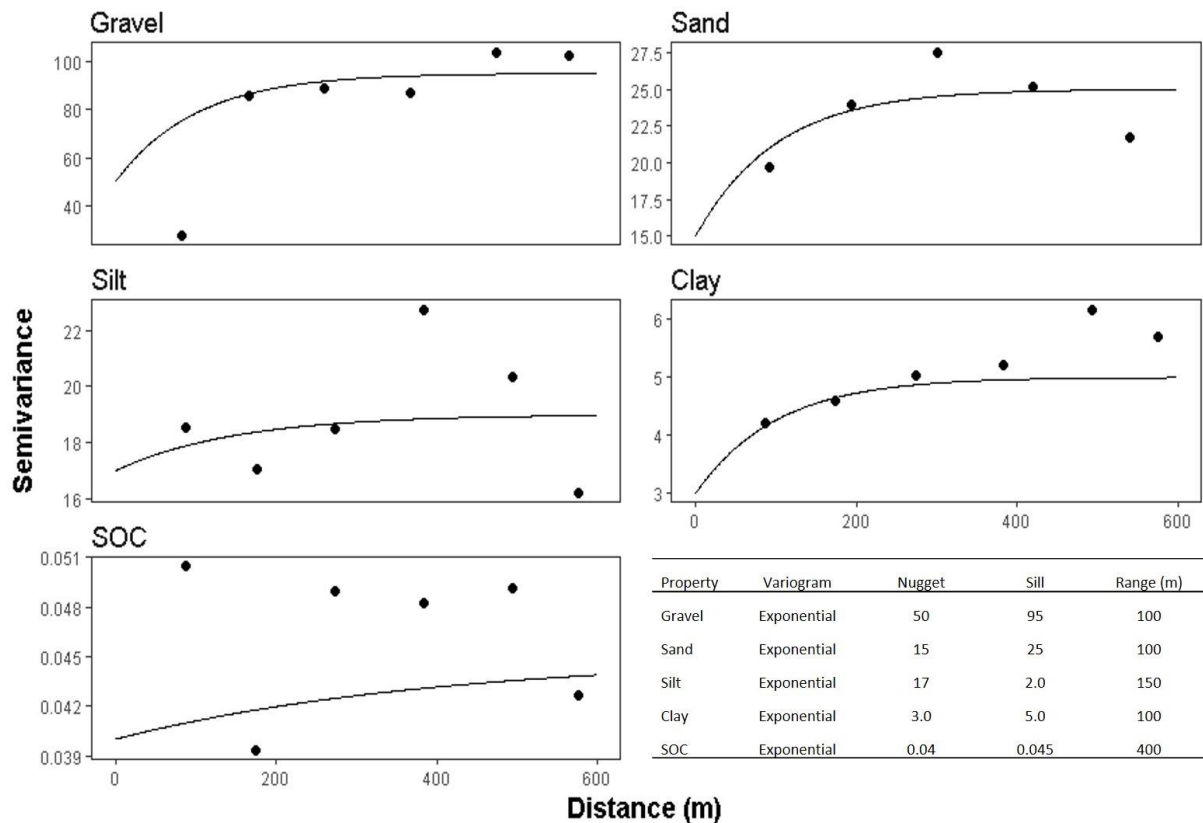 Gravel
100
80
60
40
Sand
27.5
25.0
22.5
20.0
17.5
15.0
Silt
22
20
18
16
Clay
6
5
4
3
0 200 400 600
SOC
0.051
0.048
0.045
0.042
0.039
0 200 400 600
Semivariance
Distance (m)
Property Variogram Nugget Sill Range (m)
Gravel Exponential 50 95 100
Sand Exponential 15 25 100
Silt Exponential 17 2.0 150
Clay Exponential 3.0 5.0 100
SOC Exponential 0.04 0.045 400